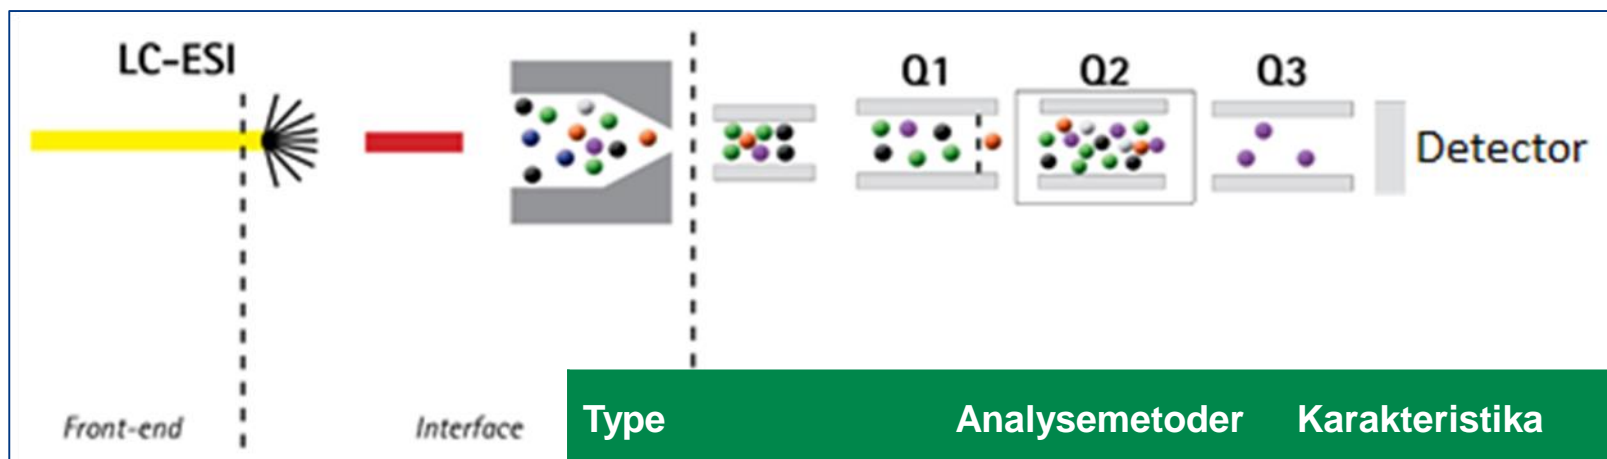 LC-ESI
Q1 Q2 Q3
Detector
Front-end Interface
Type Analysemetoder Karakteristika